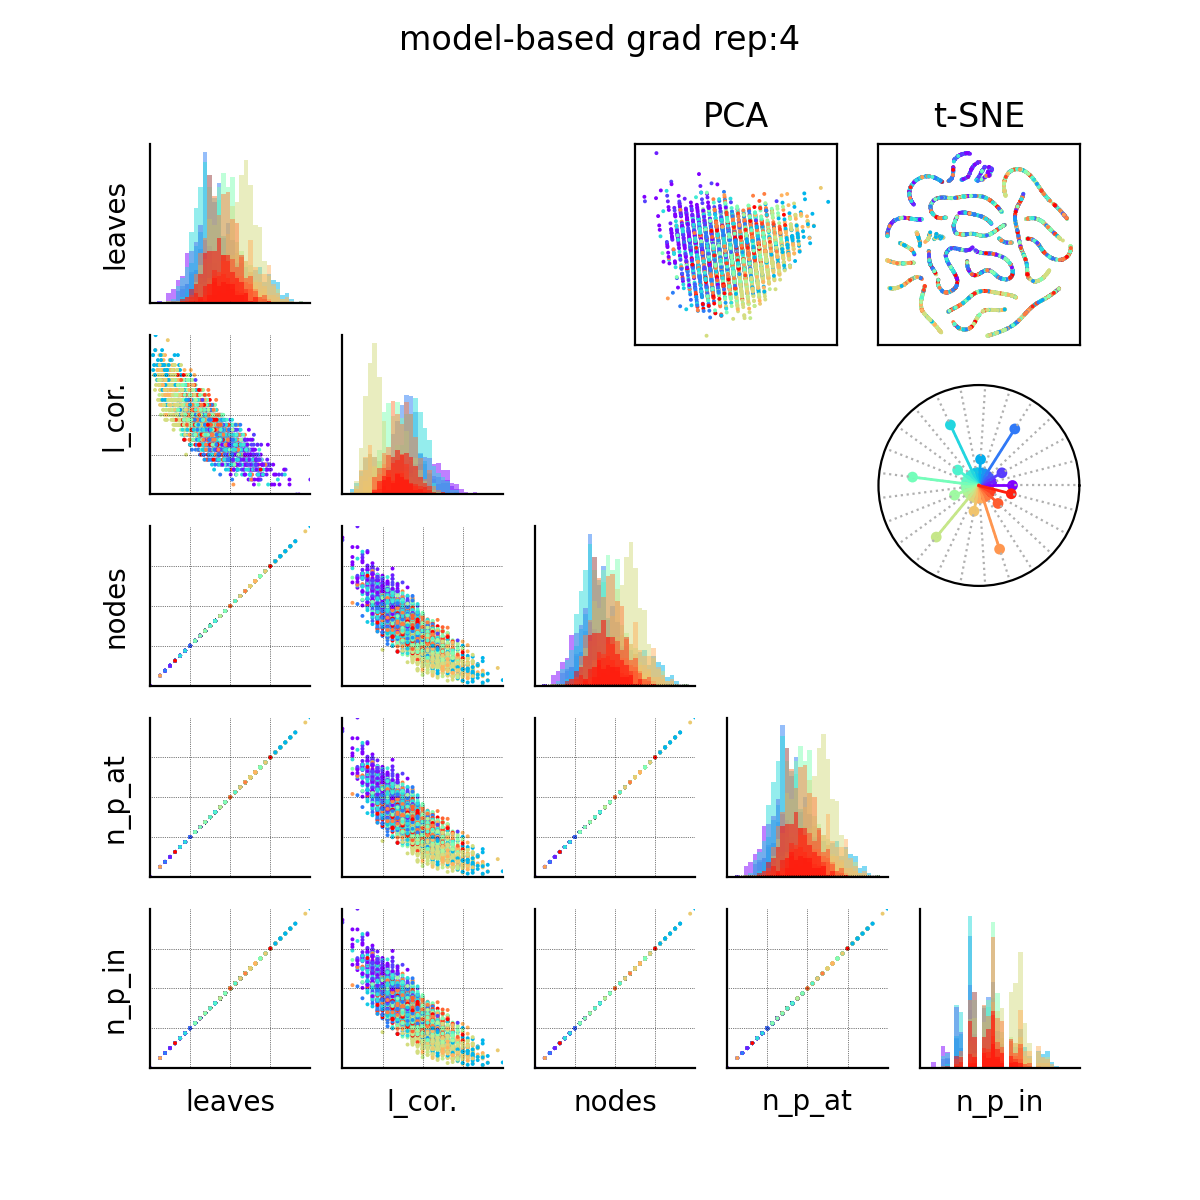 model-based grad rep:4
PCA
t-SNE
leaves
l_cor.
nodes
n_p_at
n_p_in
leaves
l_cor.
nodes
n_p_at
n_p_in